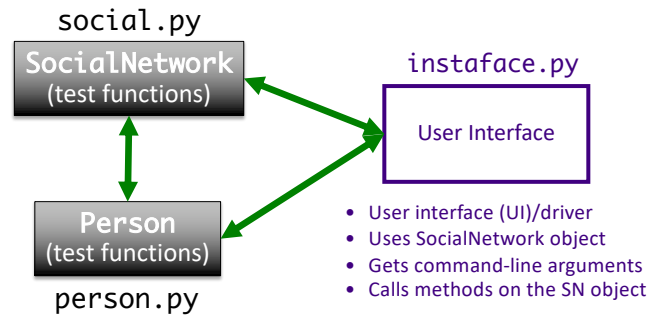 social.py
SocialNetwork
(test functions)
instaface.py
User Interface
Person
(test functions)
person.py
• User interface (UI)/driver
• Uses SocialNetwork object
• Gets command-line arguments
• Calls methods on the SN object